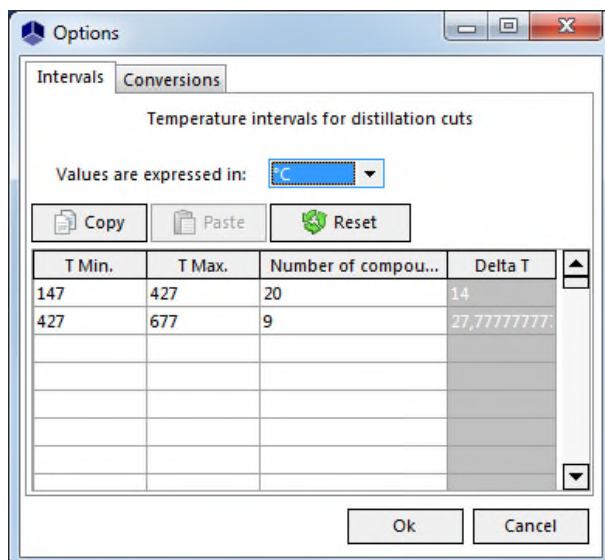 Options
Intervals Conversions
Temperature intervals for distillation cuts
Values are expressed in: °C
Copy Paste Reset
T Min. T Max. Number of compou... Delta T
147 427 20 14
427 677 9 27,77777777
Ok Cancel